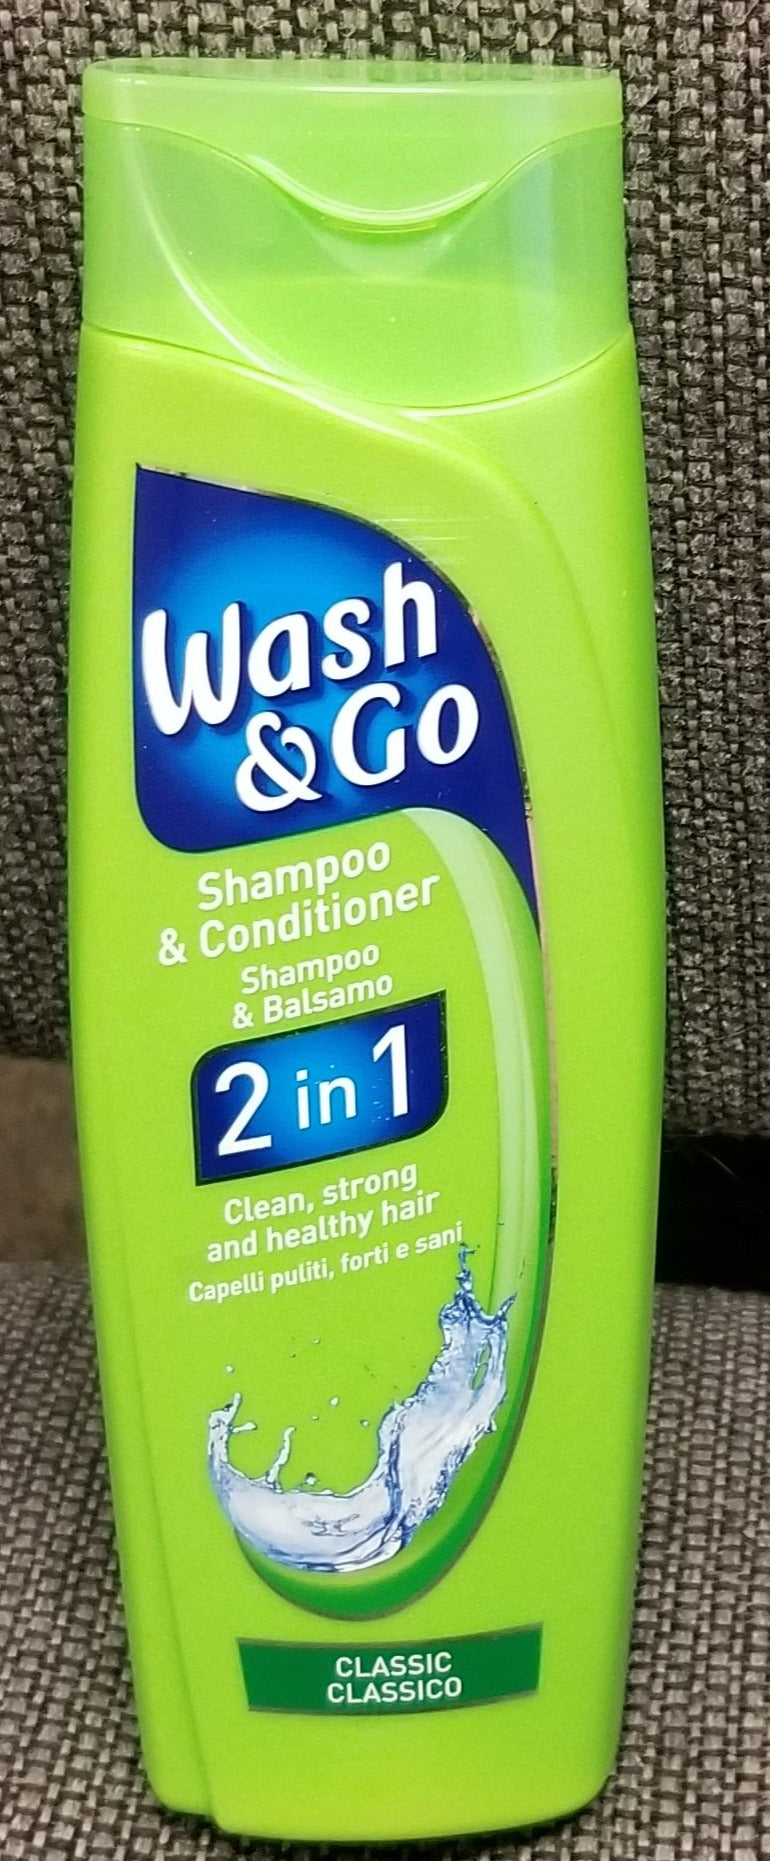 Wash
& Go
Shampoo
& Conditioner
Shampoo
& Balsamo
2 in 1
Clean, strong
and healthy hair
Capelli puliti, forti e sani
CLASSIC
CLASSICO